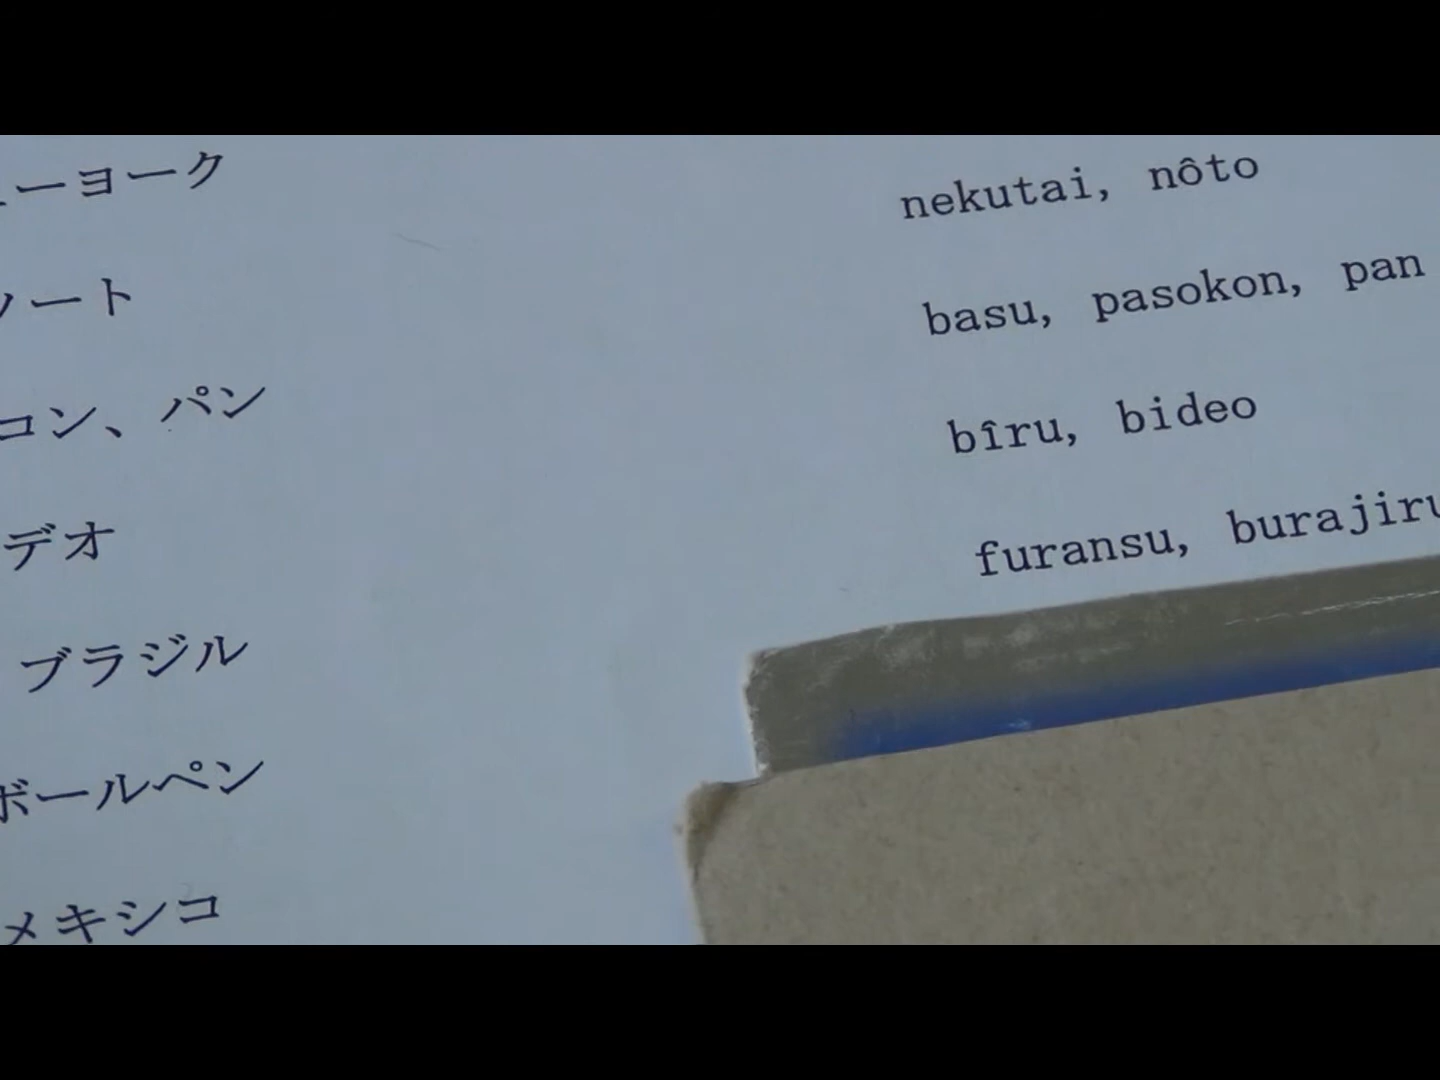 ーヨーク
ノート
コン、パン
デオ
ブラジル
ボールペン
メキシコ
nekutai, nôto
basu, pasokon, pan
bîru, bideo
furansu, burajiru